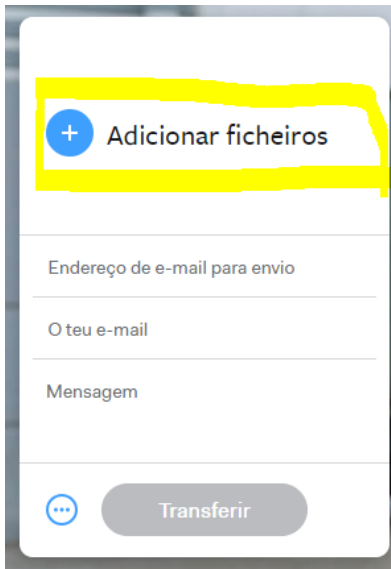 Adicionar ficheiros
Endereço de e-mail para envio
O teu e-mail
Mensagem
Transferir